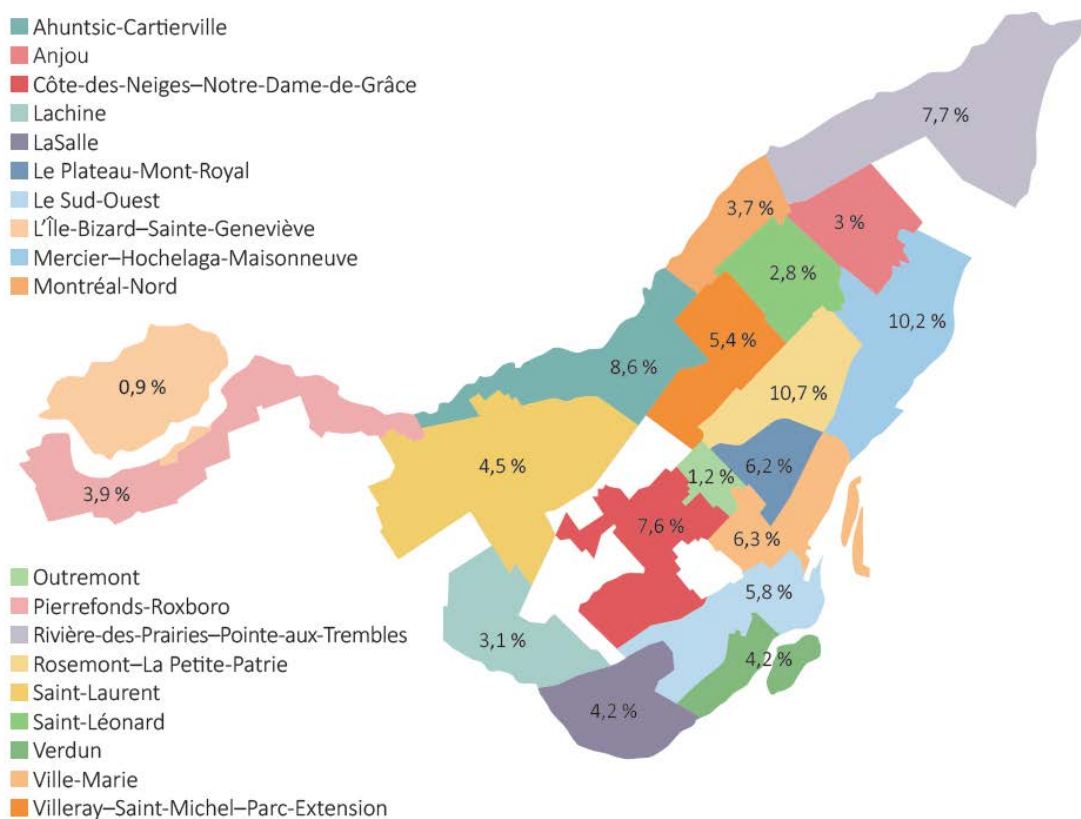 Ahuntsic-Cartierville
Anjou
Côte-des-Neiges–Notre-Dame-de-Grâce
Lachine
LaSalle
Le Plateau-Mont-Royal
Le Sud-Ouest
L’Île-Bizard–Sainte-Geneviève
Mercier–Hochelaga-Maisonneuve
Montréal-Nord
7,7 %
3,7 %
3 %
2,8 %
10,2 %
5,4 %
8,6 %
0,9 %
10,7 %
4,5 %
6,2 %
1,2 %
3,9 %
7,6 %
6,3 %
5,8 %
3,1 %
4,2 %
4,2 %
Outremont
Pierrefonds-Roxboro
Rivière-des-Prairies–Pointe-aux-Trembles
Rosemont–La Petite-Patrie
Saint-Laurent
Saint-Léonard
Verdun
Ville-Marie
Villeray–Saint-Michel–Parc-Extension